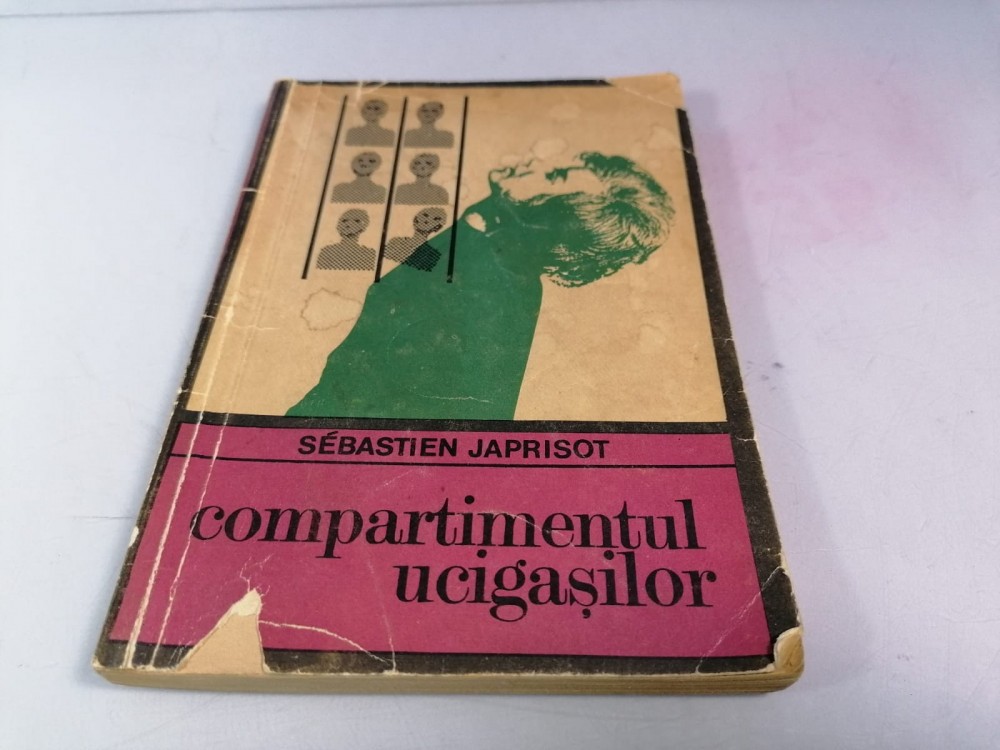 SÉBASTIEN JAPRISOT
compartimentul
ucigașilor